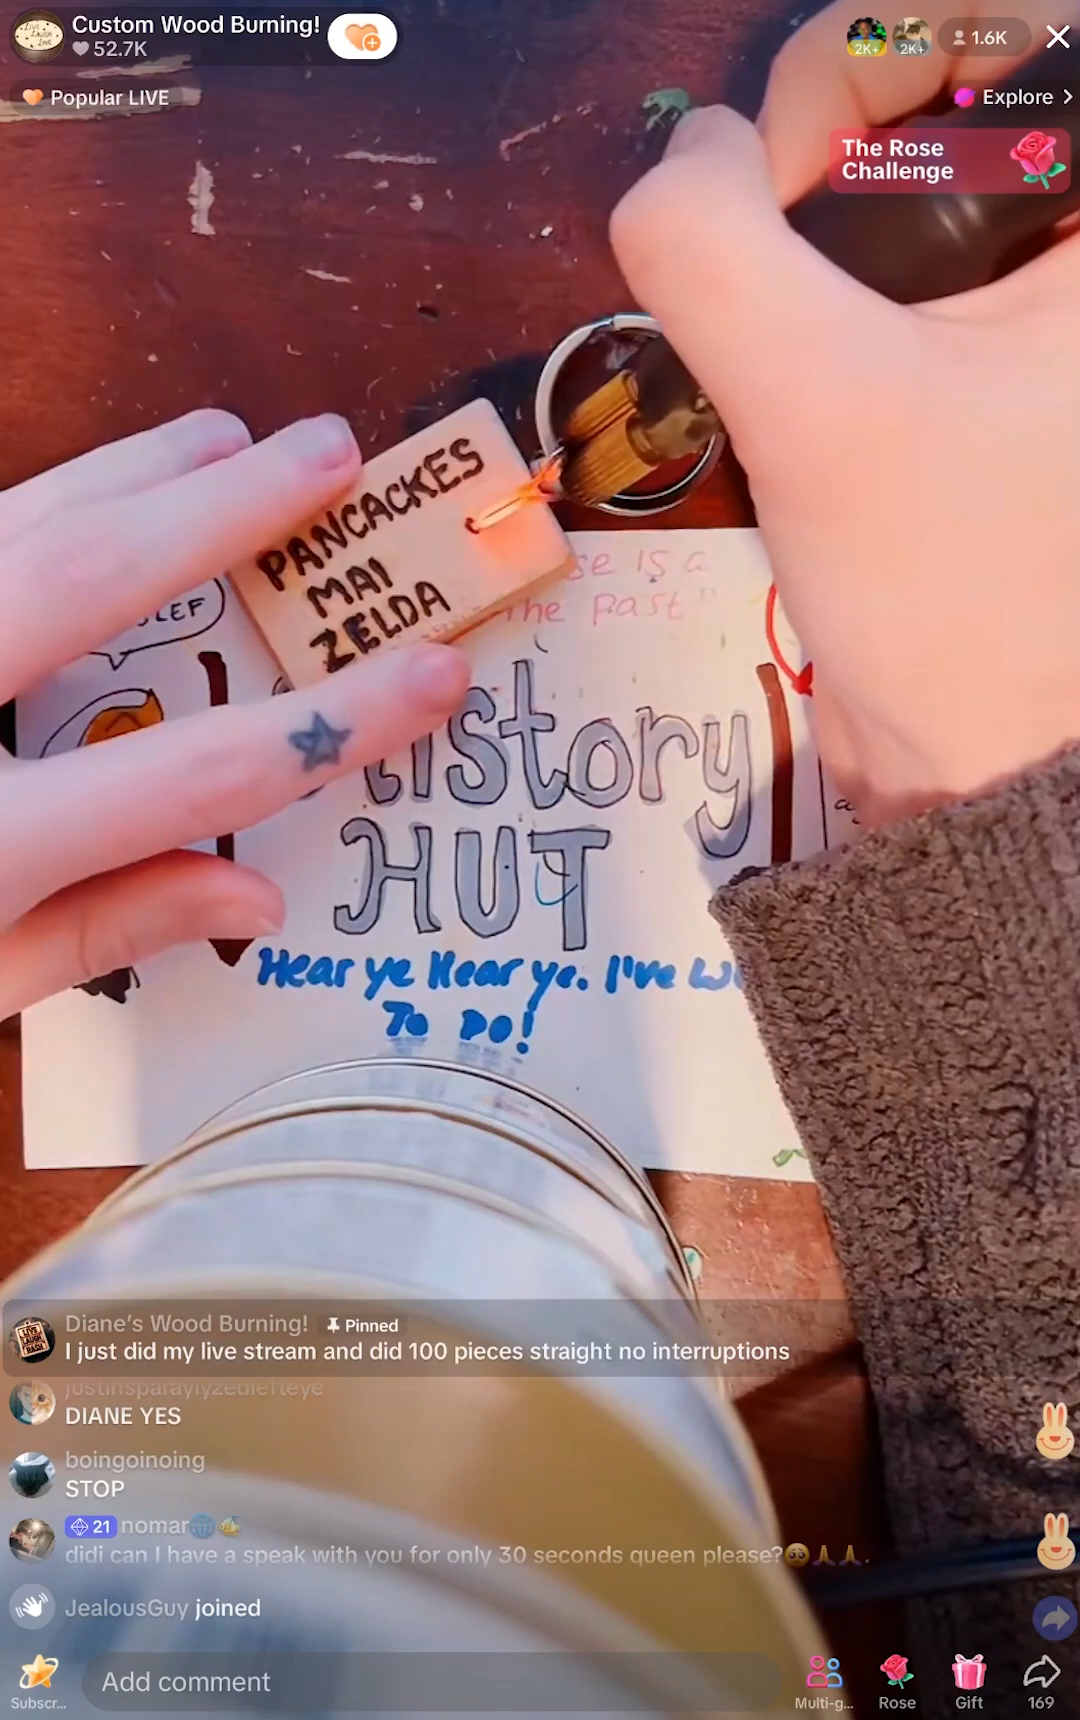 Custom Wood Burning!
52.7K
2K+
2K+
1.6K
Popular LIVE
Explore >
The Rose
Challenge
PANCACKES
MAI
ZELDA
se is a
the Past"
LEF
History
HUT
Hear ye Hear ye. I've
To Do!
Diane's Wood Burning! Pinned
I just did my live stream and did 100 pieces straight no interruptions
justinsparaylyzedlefteye
DIANE YES
boingoinoing
STOP
21 nomar
didi can I have a speak with you for only 30 seconds queen please?🥺🙏🙏.
JealousGuy joined
Subscr...
Add comment
Multi-g...
Rose
Gift
169